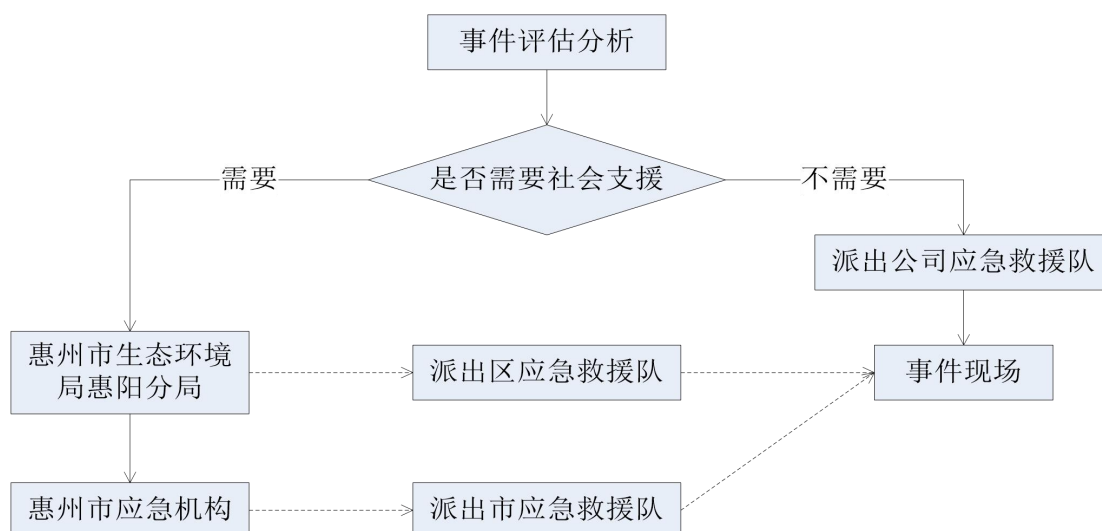 事件评估分析
需要
是否需要社会支援
不需要
派出公司应急救援队
惠州市生态环境
局惠阳分局
派出区应急救援队
事件现场
惠州市应急机构
派出市应急救援队